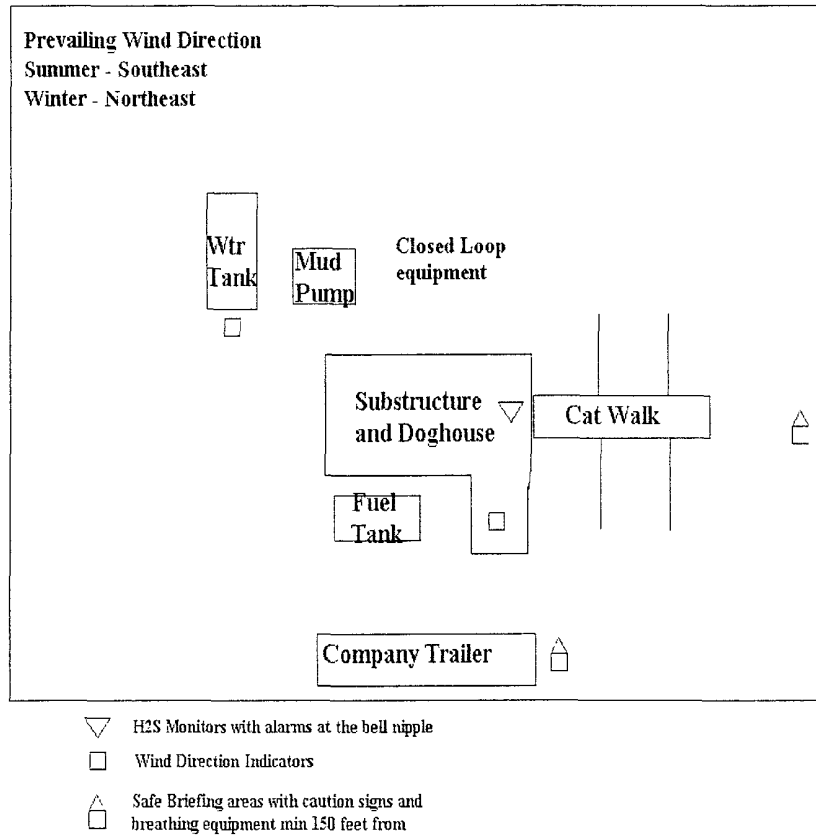 Prevailing Wind Direction
Summer - Southeast
Winter - Northeast
Wtr
Tank
Mud
Pump
Closed Loop
equipment
Substructure
and Doghouse
Cat Walk
Fuel
Tank
Company Trailer
H2S Monitors with alarms at the bell nipple
Wind Direction Indicators
Safe Briefing areas with caution signs and
breathing equipment min 150 feet from